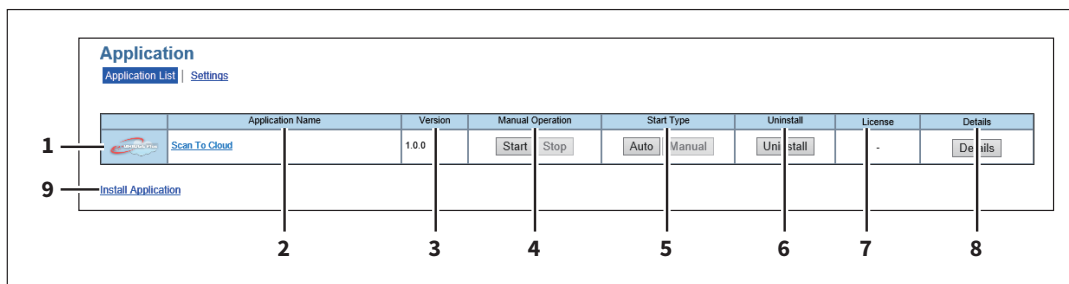 Application
Application List | Settings
Application Name Version Manual Operation Start Type Uninstall License Details
1 Scan To Cloud 1.0.0 Start Stop Auto Manual Uninstall - Details
9 Install Application
2 3 4 5 6 7 8